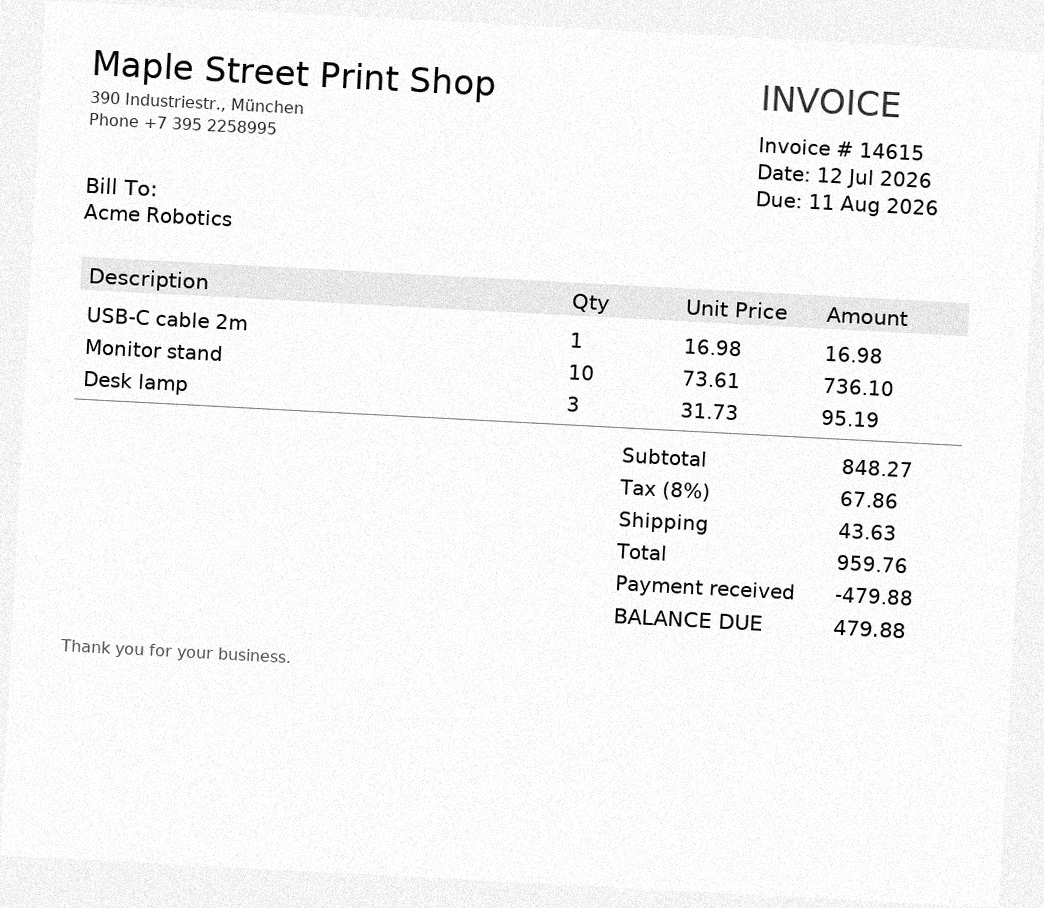 Maple Street Print Shop
390 Industriestr., München
Phone +7 395 2258995
INVOICE
Invoice # 14615
Date: 12 Jul 2026
Due: 11 Aug 2026
Bill To:
Acme Robotics
Description Qty Unit Price Amount
USB-C cable 2m 1 16.98 16.98
Monitor stand 10 73.61 736.10
Desk lamp 3 31.73 95.19
Subtotal 848.27
Tax (8%) 67.86
Shipping 43.63
Total 959.76
Payment received -479.88
BALANCE DUE 479.88
Thank you for your business.